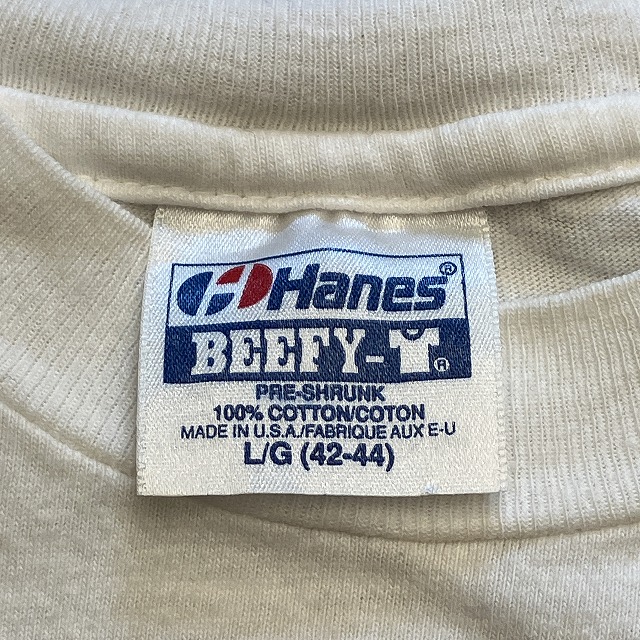 Hanes®
BEEFY-T®
PRE-SHRUNK
100% COTTON/COTON
MADE IN U.S.A./FABRIQUE AUX E-U
L/G (42-44)